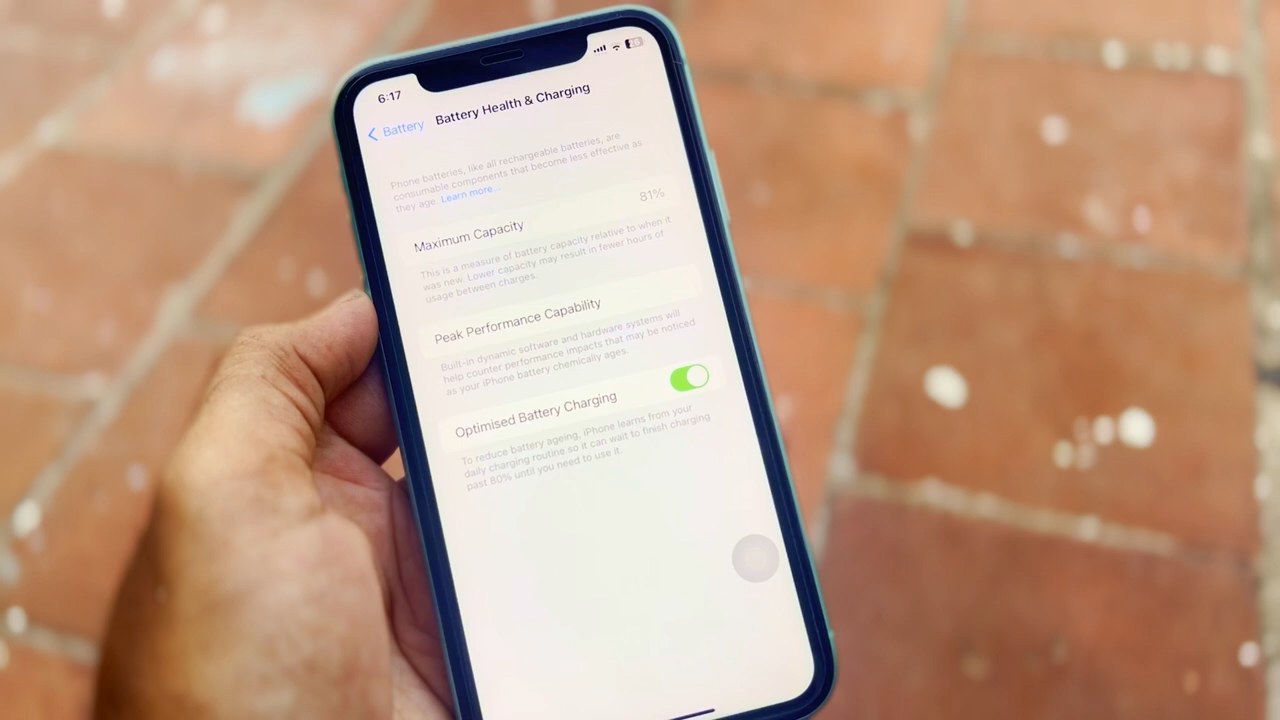 6:17
Battery
Battery Health & Charging
Phone batteries, like all rechargeable batteries, are
consumable components that become less effective as
they age. Learn more...
Maximum Capacity
81%
This is a measure of battery capacity relative to when it
was new. Lower capacity may result in fewer hours of
usage between charges.
Peak Performance Capability
Built-in dynamic software and hardware systems will
help counter performance impacts that may be noticed
as your iPhone battery chemically ages.
Optimised Battery Charging
To reduce battery ageing, iPhone learns from your
daily charging routine so it can wait to finish charging
past 80% until you need to use it.